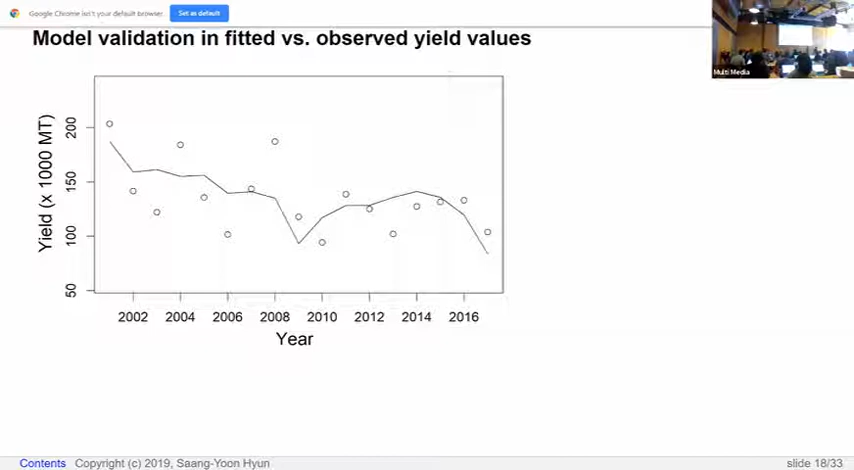 Google Chrome isn't your default browser.
Set as default
Multi Media
Model validation in fitted vs. observed yield values
Yield (x 1000 MT)
200
150
100
50
2002 2004 2006 2008 2010 2012 2014 2016
Year
Contents Copyright (c) 2019, Saang-Yoon Hyun slide 18/33